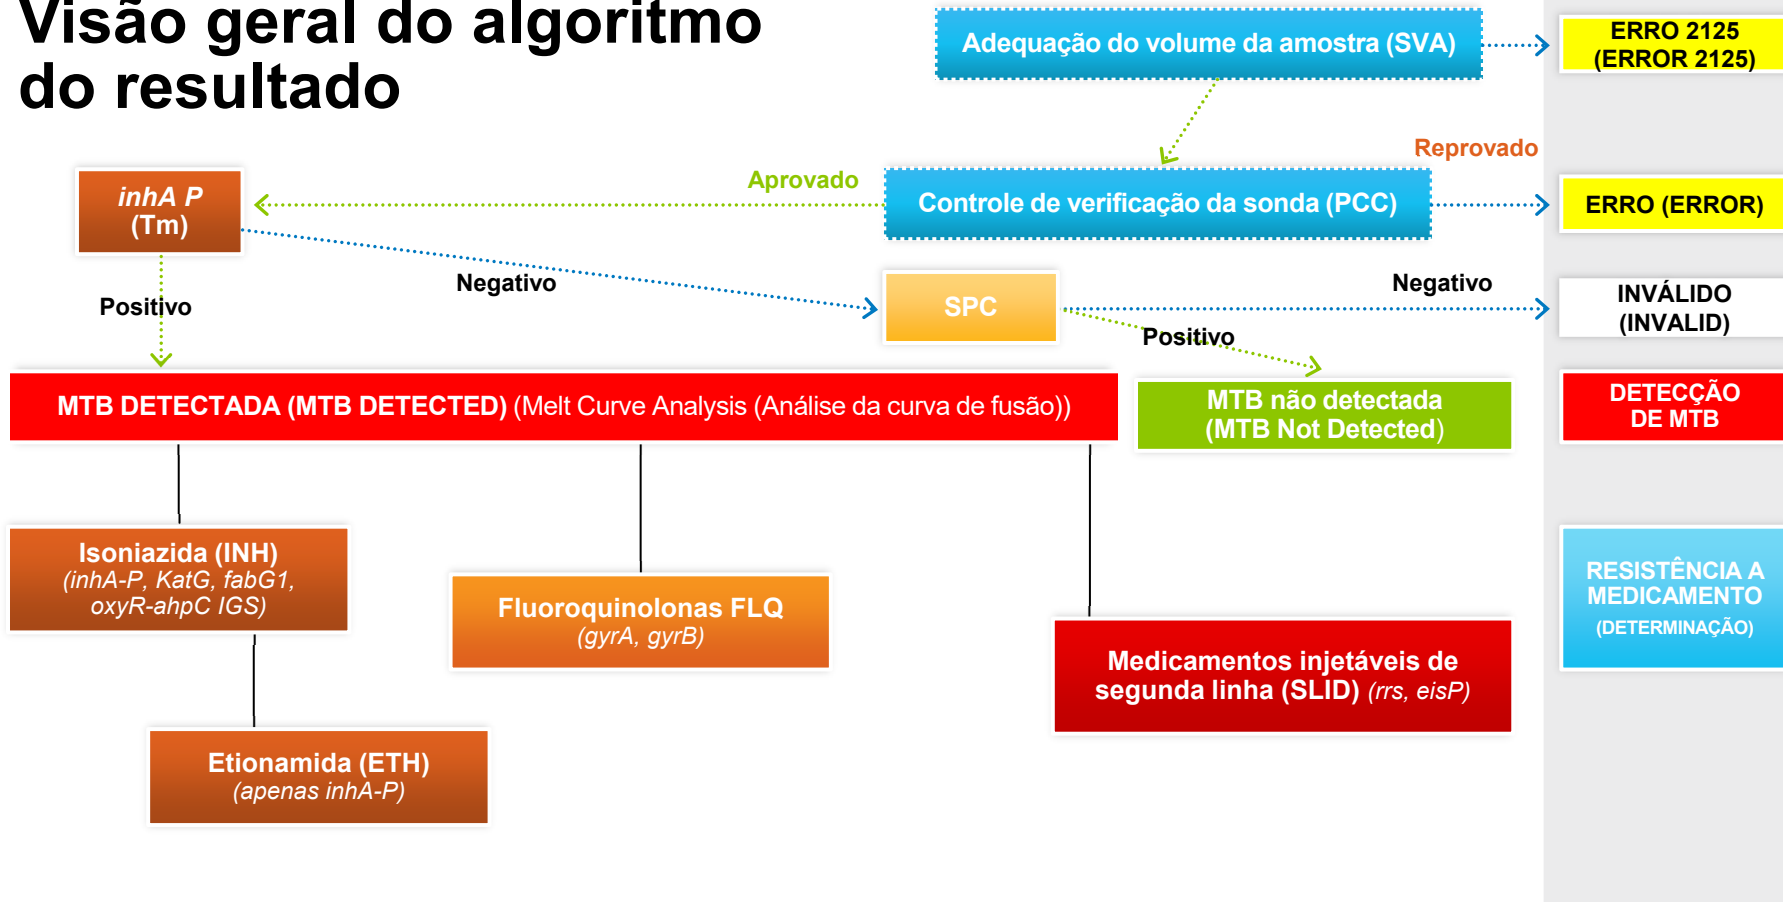 Visão geral do algoritmo
do resultado
Adequação do volume da amostra (SVA)
ERRO 2125
(ERROR 2125)
Reprovado
Aprovado
inhA P
(Tm)
Controle de verificação da sonda (PCC)
ERRO (ERROR)
Negativo
Negativo
Positivo
SPC
INVÁLIDO
(INVALID)
Positivo
MTB DETECTADA (MTB DETECTED) (Melt Curve Analysis (Análise da curva de fusão))
MTB não detectada
(MTB Not Detected)
DETECÇÃO
DE MTB
Isoniazida (INH)
(inhA-P, KatG, fabG1,
oxyR-ahpC IGS)
Fluoroquinolonas FLQ
(gyrA, gyrB)
RESISTÊNCIA A
MEDICAMENTO
(DETERMINAÇÃO)
Medicamentos injetáveis de
segunda linha (SLID) (rrs, eisP)
Etionamida (ETH)
(apenas inhA-P)